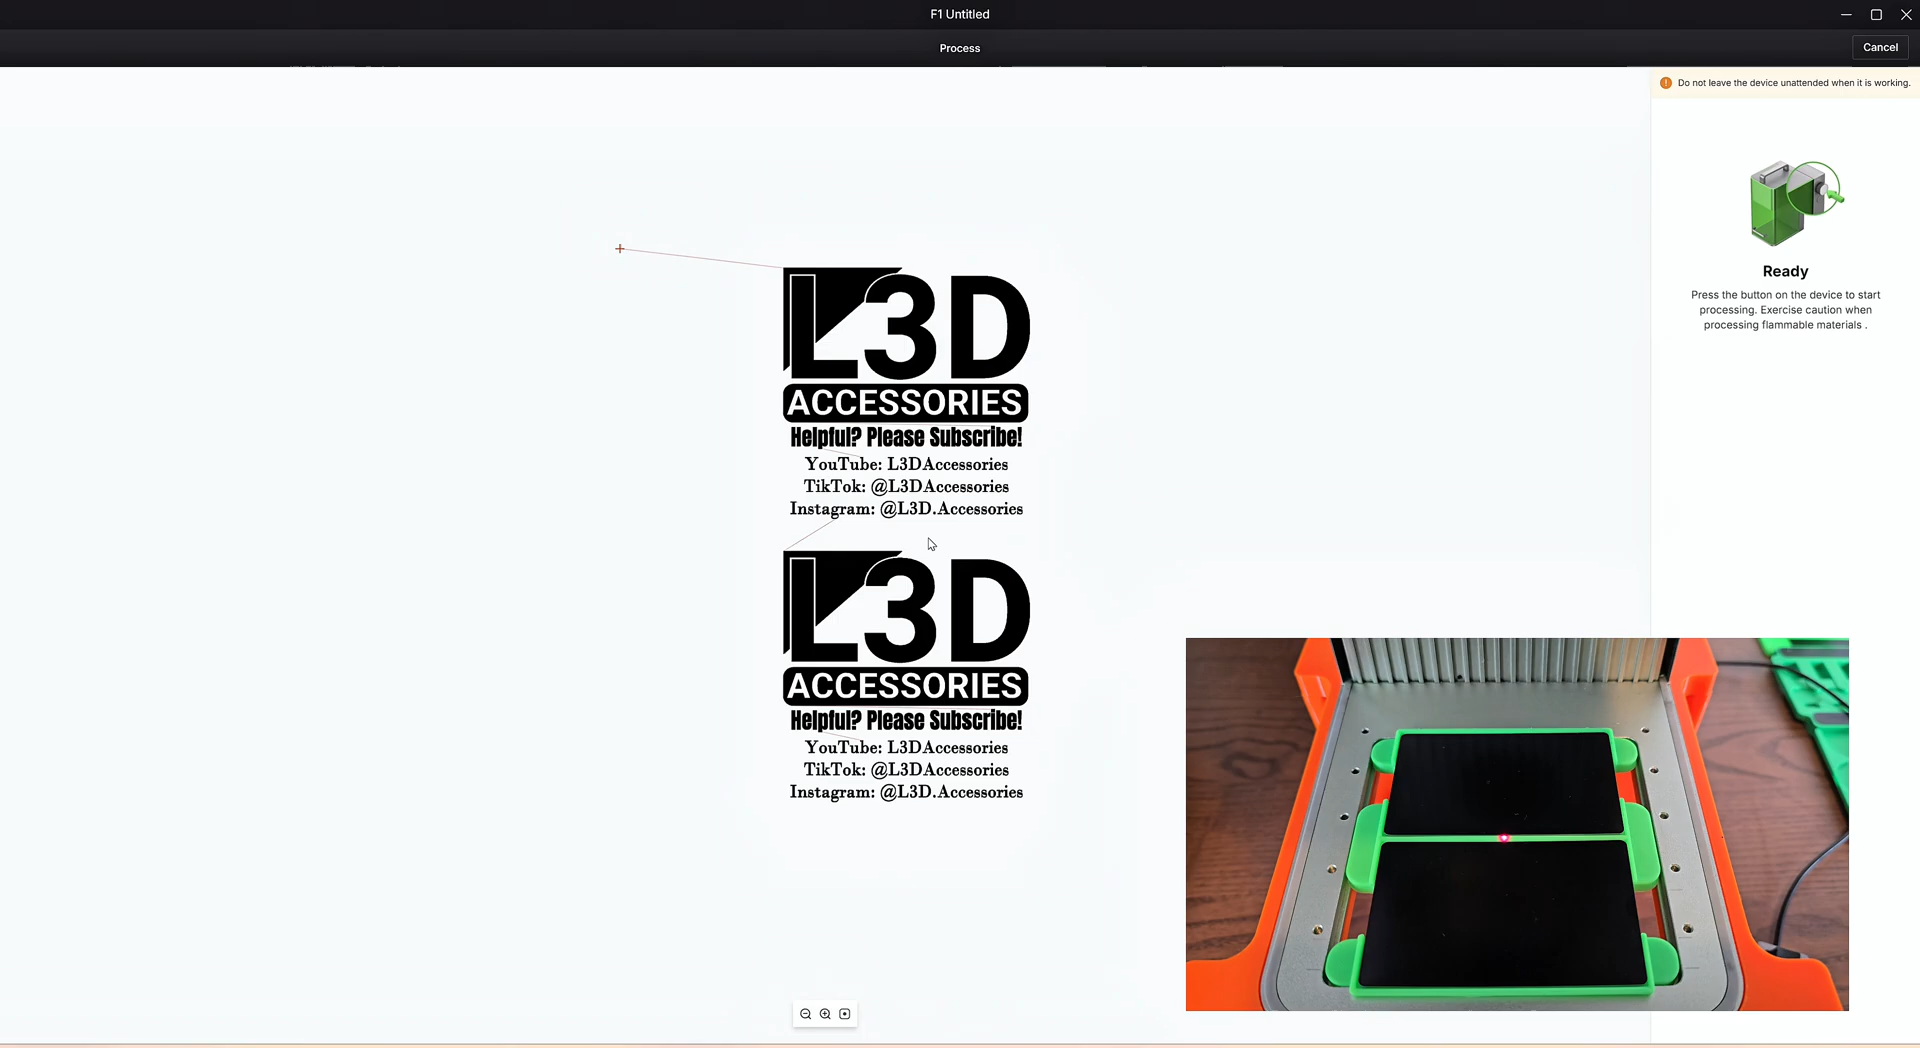 F1 Untitled
Process
Cancel
Do not leave the device unattended when it is working.
Ready
Press the button on the device to start
processing. Exercise caution when
processing flammable materials .
L3D
ACCESSORIES
Helpful? Please Subscribe!
YouTube: L3DAccessories
TikTok: @L3DAccessories
Instagram: @L3D.Accessories
L3D
ACCESSORIES
Helpful? Please Subscribe!
YouTube: L3DAccessories
TikTok: @L3DAccessories
Instagram: @L3D.Accessories